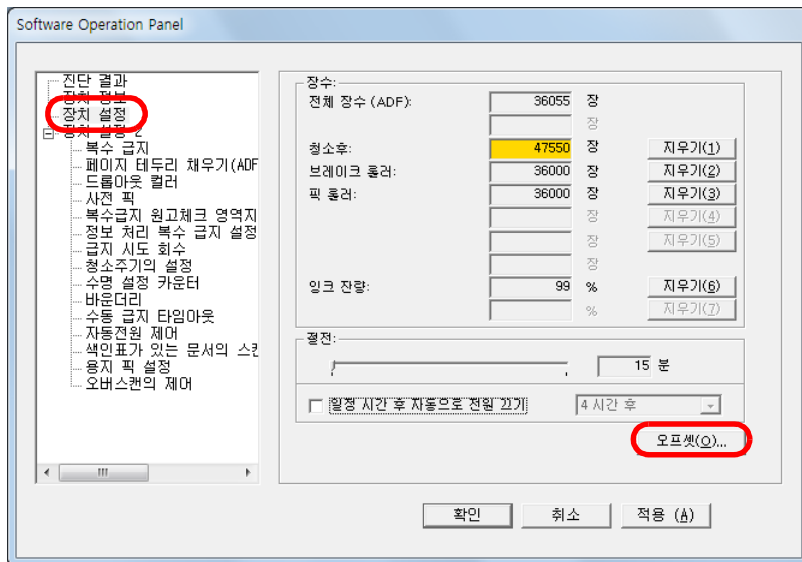 Software Operation Panel
진단 결과
장치 정보
장치 설정
장치 설정 2
복수 급지
페이지 테두리 채우기(ADF
드롭아웃 컬러
사전 픽
복수급지 원고체크 영역지
정보 처리 복수 급지 설정
급지 시도 회수
청소주기의 설정
수명 설정 카운터
바운더리
수동 급지 타임아웃
자동전원 제어
색인표가 있는 문서의 스캔
용지 픽 설정
오버스캔의 제어
장수:
전체 장수 (ADF): 36055 장
장
청소후: 47550 장 지우기(1)
브레이크 롤러: 36000 장 지우기(2)
픽 롤러: 36000 장 지우기(3)
장 지우기(4)
장 지우기(5)
장
잉크 잔량: 99 % 지우기(6)
% 지우기(7)
절전:
15 분
일정 시간 후 자동으로 전원 끄기 4 시간 후
오프셋(O)...
확인 취소 적용 (A)